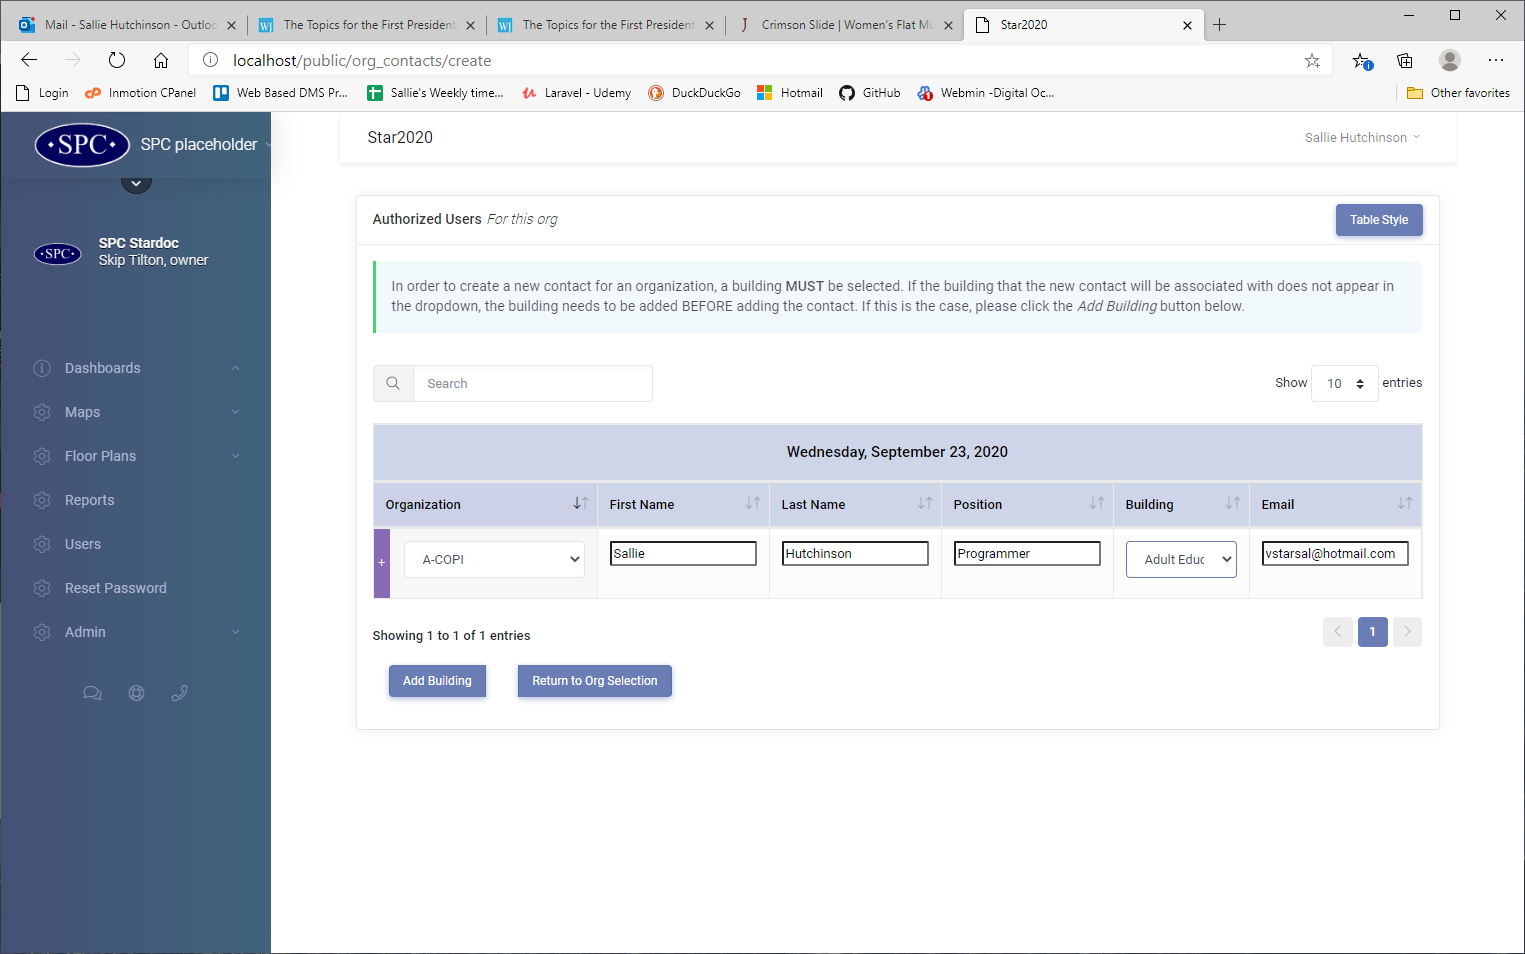 Mail - Sallie Hutchinson - Outloo
The Topics for the First President
The Topics for the First President
Crimson Slide | Women's Flat Mu
Star2020
localhost/public/org_contacts/create
Login
Inmotion CPanel
Web Based DMS Pr...
Sallie's Weekly time...
Laravel - Udemy
DuckDuckGo
Hotmail
GitHub
Webmin -Digital Oc...
Other favorites
·SPC·
SPC placeholder
Star2020
Sallie Hutchinson
·SPC·
SPC Stardoc
Skip Tilton, owner
Dashboards
Maps
Floor Plans
Reports
Users
Reset Password
Admin
Authorized Users For this org
Table Style
In order to create a new contact for an organization, a building MUST be selected. If the building that the new contact will be associated with does not appear in
the dropdown, the building needs to be added BEFORE adding the contact. If this is the case, please click the Add Building button below.
Search
Show 10 entries
Wednesday, September 23, 2020
Organization First Name Last Name Position Building Email
+ A-COPI Sallie Hutchinson Programmer Adult Educ vstarsal@hotmail.com
Showing 1 to 1 of 1 entries
1
Add Building
Return to Org Selection